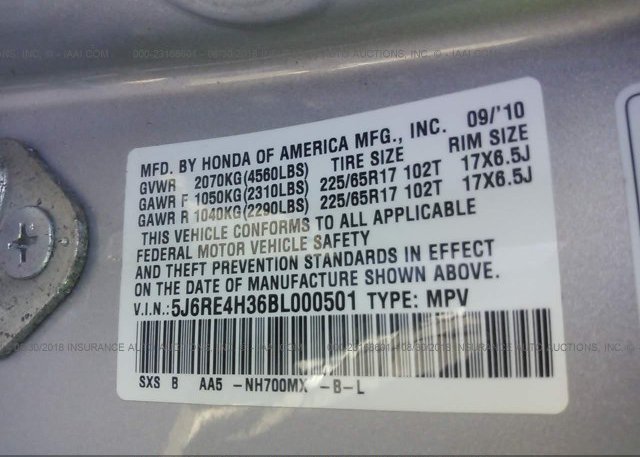 MFD. BY HONDA OF AMERICA MFG., INC. 09/'10
GVWR 2070KG(4560LBS) TIRE SIZE RIM SIZE
GAWR F 1050KG(2310LBS) 225/65R17 102T 17X6.5J
GAWR R 1040KG(2290LBS) 225/65R17 102T 17X6.5J
THIS VEHICLE CONFORMS TO ALL APPLICABLE
FEDERAL MOTOR VEHICLE SAFETY
AND THEFT PREVENTION STANDARDS IN EFFECT
ON THE DATE OF MANUFACTURE SHOWN ABOVE.
V.I.N.:5J6RE4H36BL000501 TYPE: MPV
SXS B AA5 -NH700MX -B-L